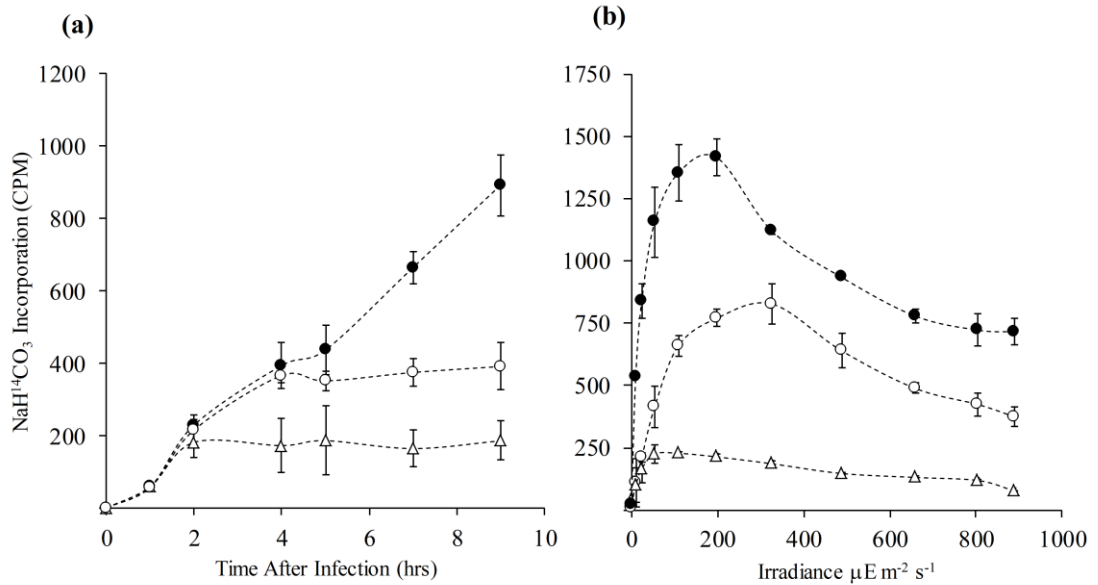 (a)
(b)
1200
1000
800
600
400
200
0 2 4 6 8 10
NaH¹⁴CO₃ Incorporation (CPM)
Time After Infection (hrs)
1750
1500
1250
1000
750
500
250
0 200 400 600 800 1000
Irradiance µE m⁻² s⁻¹